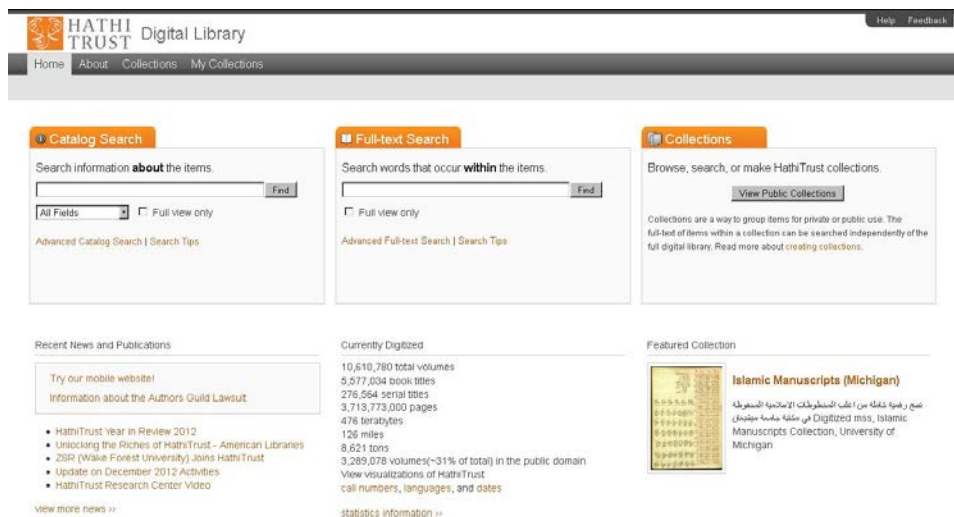 HATHI
TRUST
Digital Library
Help Feedback
Home About Collections My Collections
Catalog Search
Search information about the items.
Find
All Fields Full view only
Advanced Catalog Search | Search Tips
Full-text Search
Search words that occur within the items.
Find
Full view only
Advanced Full-text Search | Search Tips
Collections
Browse, search, or make HathiTrust collections.
View Public Collections
Collections are a way to group items for private or public use. The
full-text of items within a collection can be searched independently of the
full digital library. Read more about creating collections.
Recent News and Publications
Try our mobile website!
Information about the Authors Guild Lawsuit
HathiTrust Year in Review 2012
Unlocking the Riches of HathiTrust - American Libraries
ZSR (Wake Forest University) Joins HathiTrust
Update on December 2012 Activities
HathiTrust Research Center Video
view more news ››
Currently Digitized
10,610,780 total volumes
5,577,034 book titles
276,564 serial titles
3,713,773,000 pages
476 terabytes
126 miles
8,621 tons
3,289,078 volumes(~31% of total) in the public domain
View visualizations of HathiTrust
call numbers, languages, and dates
statistics information ››
Featured Collection
Islamic Manuscripts (Michigan)
المخطوطات الاسلامية المحفوظة
في مكتبة جامعة Digitized mss, Islamic
Manuscripts Collection, University of
Michigan